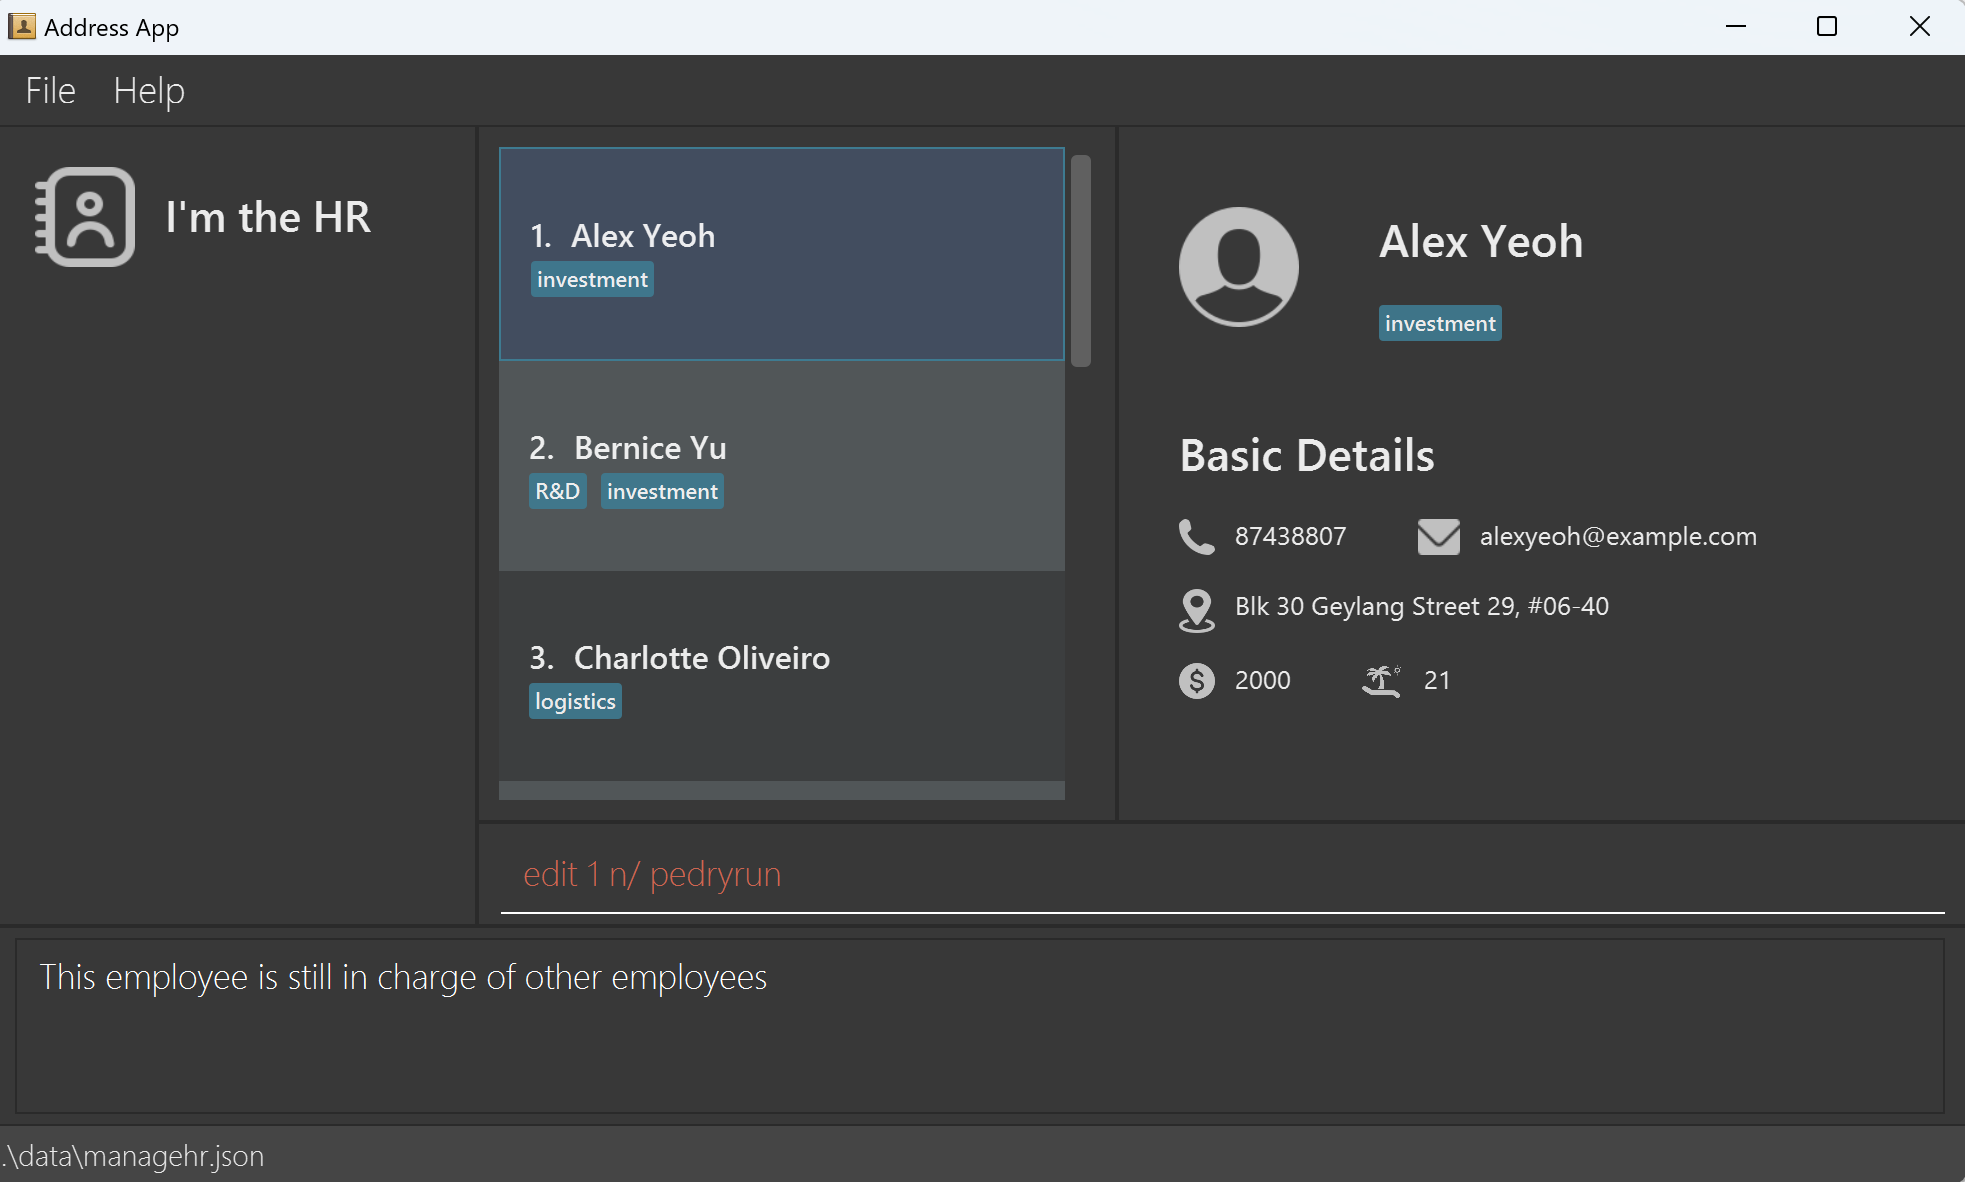 Address App
File Help
I'm the HR
1. Alex Yeoh
investment
2. Bernice Yu
R&D investment
3. Charlotte Oliveiro
logistics
Alex Yeoh
investment
Basic Details
87438807 alexyeoh@example.com
Blk 30 Geylang Street 29, #06-40
2000 21
edit 1 n/ pedryrun
This employee is still in charge of other employees
.\data\managehr.json